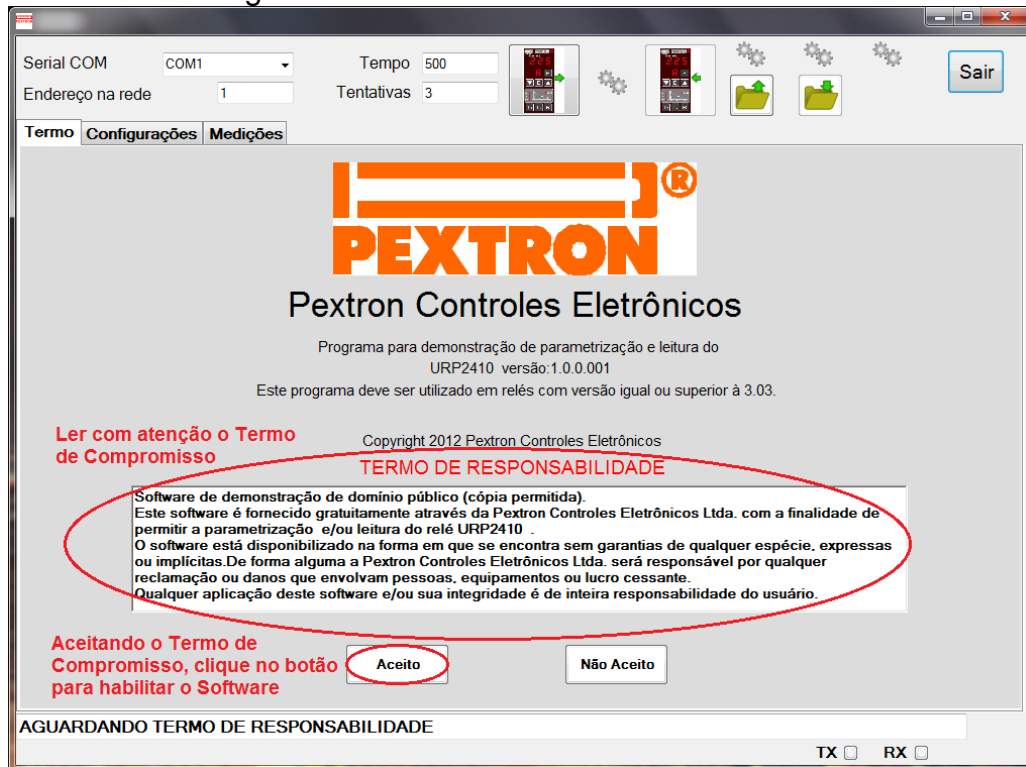 Serial COM COM1 Tempo 500 Sair
Endereço na rede 1 Tentativas 3
Termo Configurações Medições
®
PEXTRON
Pextron Controles Eletrônicos
Programa para demonstração de parametrização e leitura do
URP2410 versão:1.0.0.001
Este programa deve ser utilizado em relés com versão igual ou superior à 3.03.
Ler com atenção o Termo
de Compromisso
Copyright 2012 Pextron Controles Eletrônicos
TERMO DE RESPONSABILIDADE
Software de demonstração de domínio público (cópia permitida).
Este software é fornecido gratuitamente através da Pextron Controles Eletrônicos Ltda. com a finalidade de
permitir a parametrização e/ou leitura do relé URP2410 .
O software está disponibilizado na forma em que se encontra sem garantias de qualquer espécie, expressas
ou implícitas.De forma alguma a Pextron Controles Eletrônicos Ltda. será responsável por qualquer
reclamação ou danos que envolvam pessoas, equipamentos ou lucro cessante.
Qualquer aplicação deste software e/ou sua integridade é de inteira responsabilidade do usuário.
Aceitando o Termo de
Compromisso, clique no botão
para habilitar o Software
Aceito Não Aceito
AGUARDANDO TERMO DE RESPONSABILIDADE
TX RX